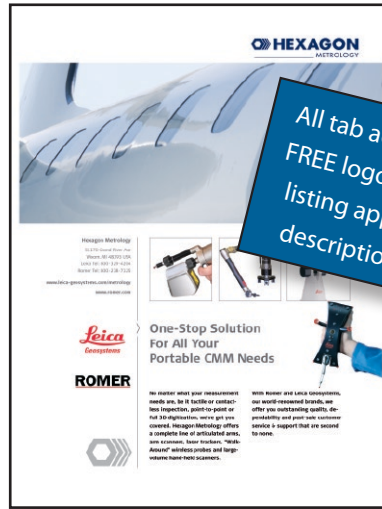 HEXAGON
METROLOGY
All tab a
FREE logo
listing app
descriptio
Hexagon Metrology
www.leica-geosystems.com/metrology
www.romer.com
Leica
Geosystems
ROMER
One-Stop Solution
For All Your
Portable CMM Needs
No matter what your measurement
needs are, be it tactile or contact-
less inspection, point-to-point or
full 3D digitization, we've got you
covered. Hexagon Metrology offers
a complete line of articulated arms,
arm scanners, laser trackers, "Walk-
Around" wireless probes and large-
volume hand-held scanners.
With Romer and Leica Geosystems,
our world-renowned brands, we
offer you outstanding quality, de-
pendability and post-sale customer
service & support that are second
to none.